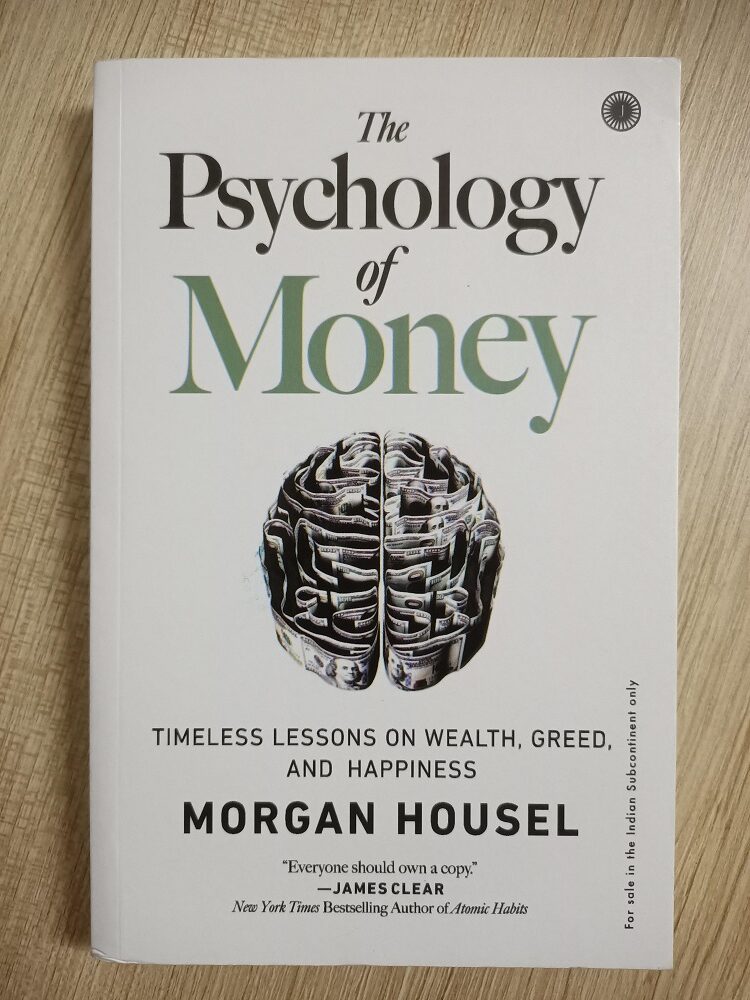 The
Psychology
of
Money
TIMELESS LESSONS ON WEALTH, GREED,
AND HAPPINESS
MORGAN HOUSEL
“Everyone should own a copy.”
—JAMES CLEAR
New York Times Bestselling Author of Atomic Habits
For sale in the Indian Subcontinent only
J